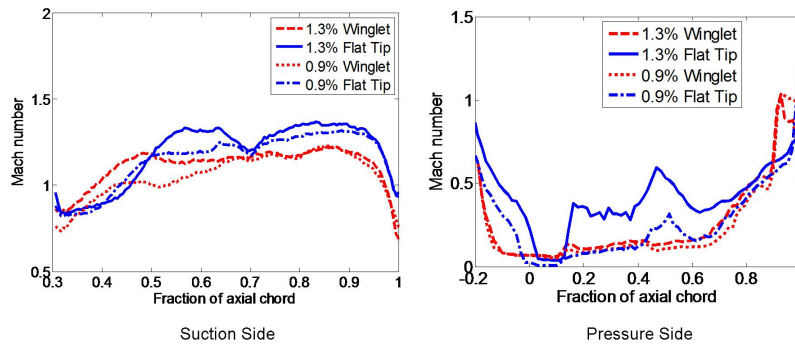 2
1.5
1
0.5
Mach number
1.3% Winglet
1.3% Flat Tip
0.9% Winglet
0.9% Flat Tip
0.3 0.4 0.5 0.6 0.7 0.8 0.9 1
Fraction of axial chord
Suction Side
1.5
1
0.5
0
Mach number
1.3% Winglet
1.3% Flat Tip
0.9% Winglet
0.9% Flat Tip
-0.2 0 0.2 0.4 0.6 0.8
Fraction of axial chord
Pressure Side